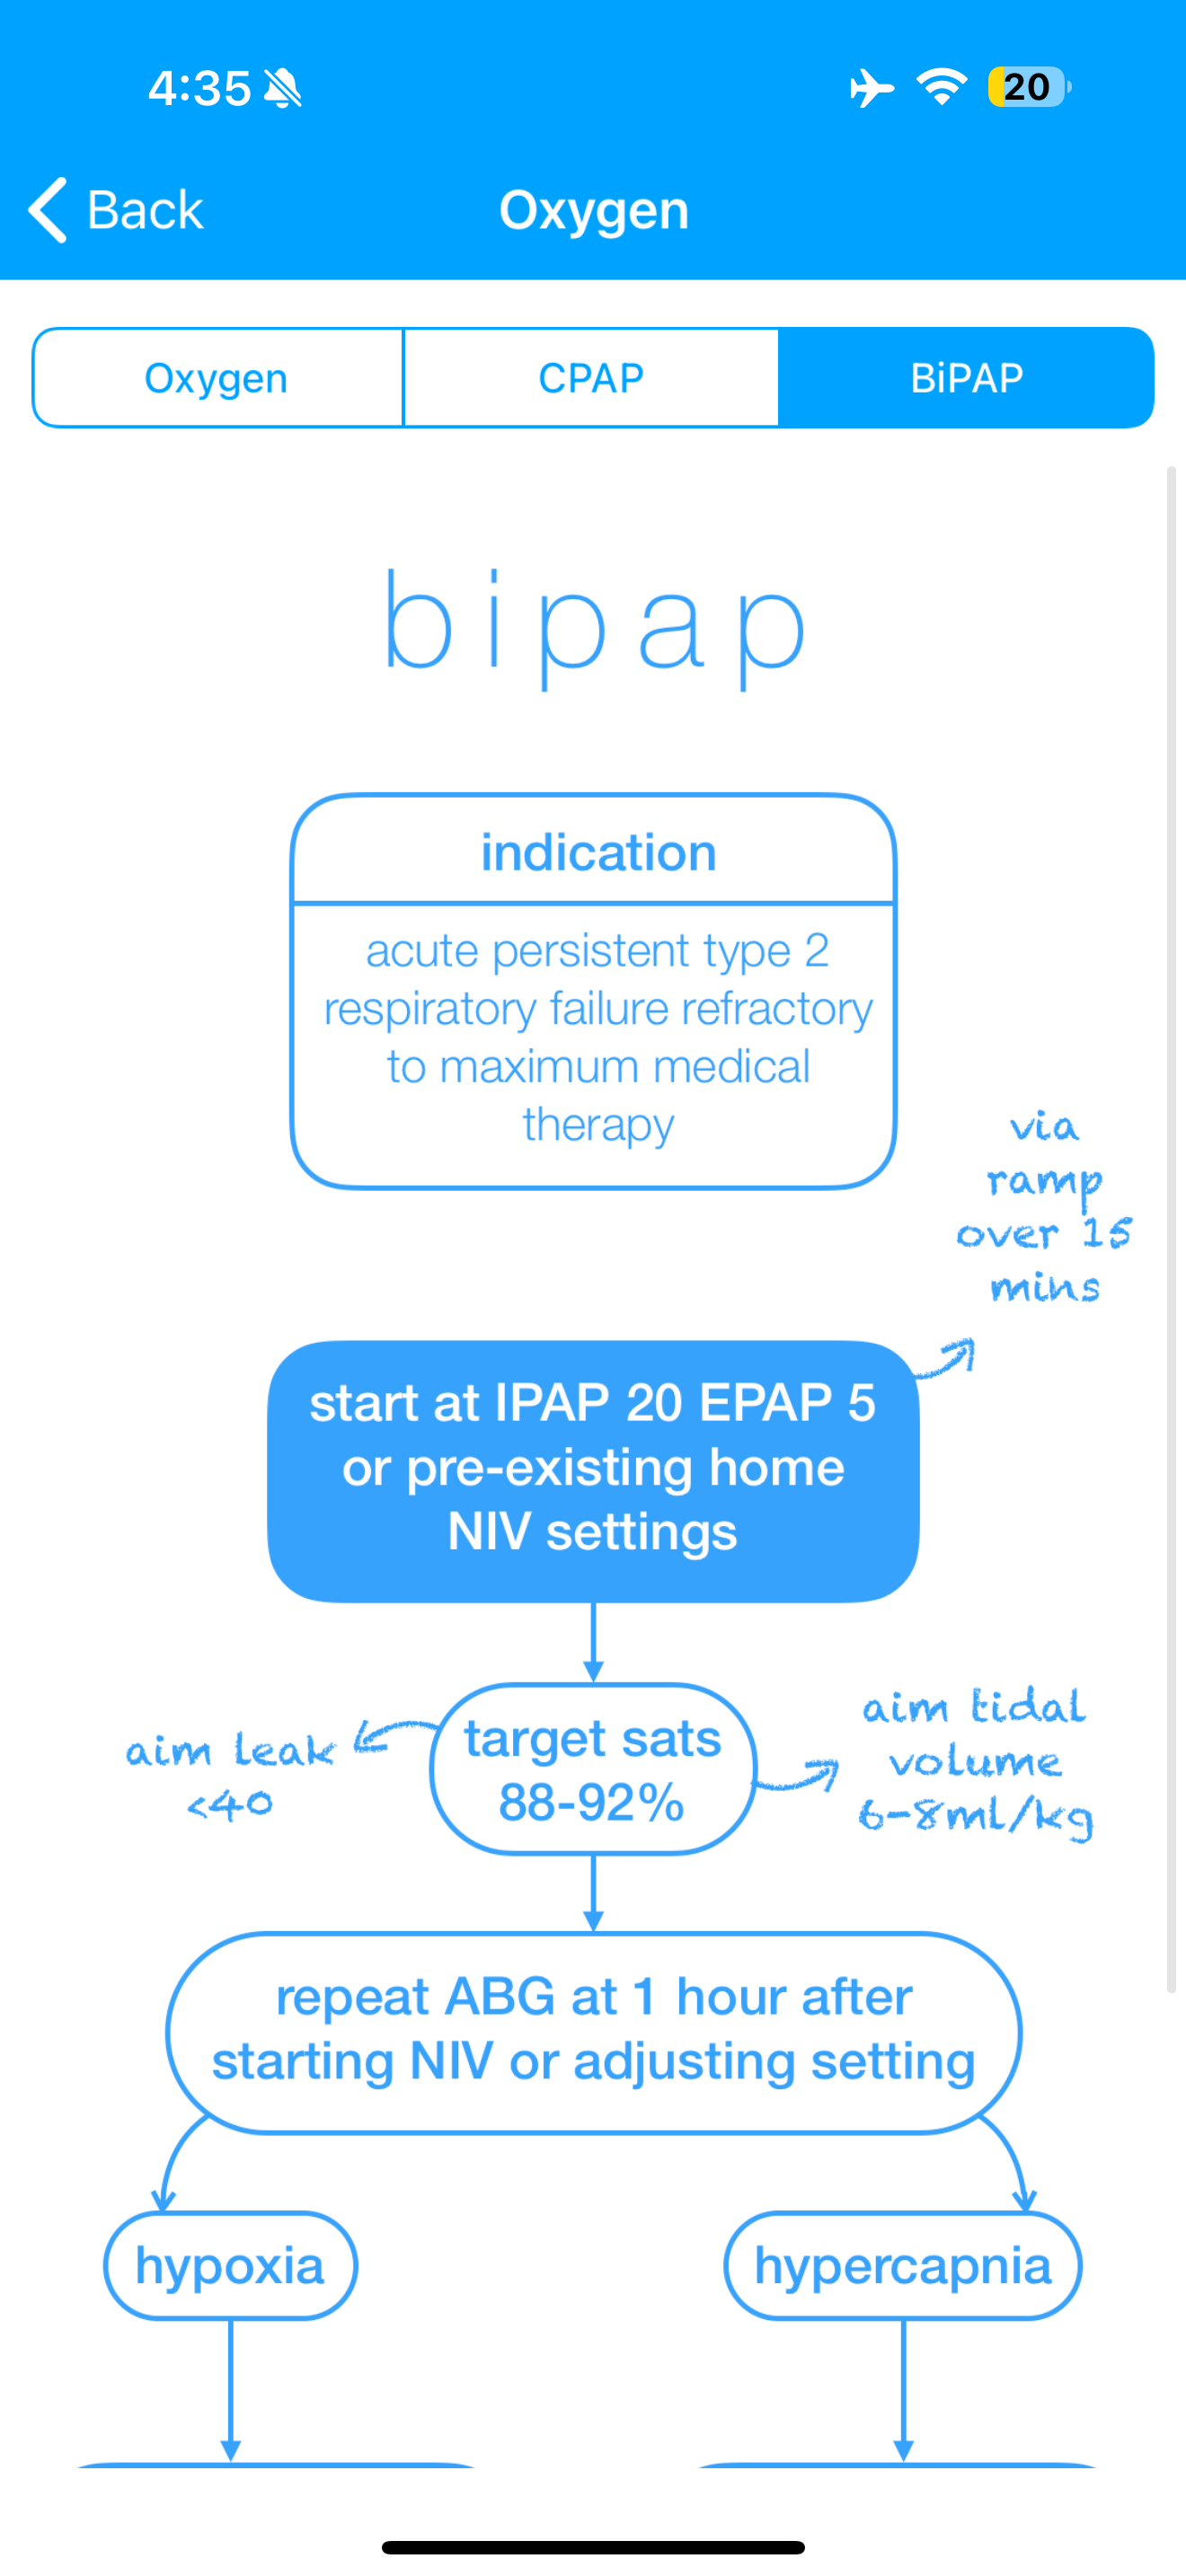 4:35
20
Back
Oxygen
Oxygen
CPAP
BiPAP
bipap
indication
acute persistent type 2
respiratory failure refractory
to maximum medical
therapy
via
ramp
over 15
mins
start at IPAP 20 EPAP 5
or pre-existing home
NIV settings
target sats
88-92%
aim leak
<40
aim tidal
volume
6-8ml/kg
repeat ABG at 1 hour after
starting NIV or adjusting setting
hypoxia
hypercapnia